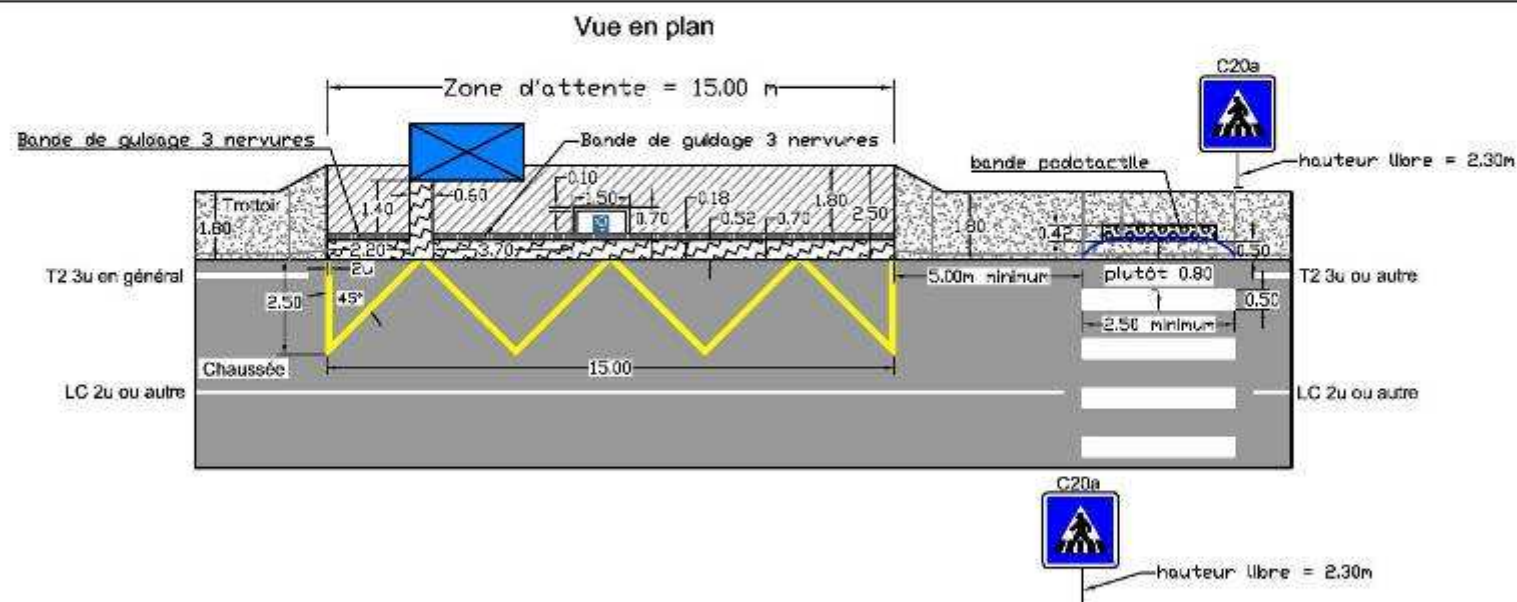 Vue en plan
C20a
Zone d'attente = 15.00 m
Bande de guidage 3 nervures
Bande de guidage 3 nervures
bande podotactile
hauteur libre = 2.30m
Trottoir
1.80
1.40
0.60
0.10
1.50
0.70
0.18
0.52
0.70
1.80
2.50
1.80
0.42
0.50
2.20
3.70
T2 3u en général
2u
5.00m minimum
plutôt 0.80
T2 3u ou autre
2.50
45°
0.50
2.50 minimum
Chaussée
15.00
LC 2u ou autre
LC 2u ou autre
C20a
hauteur libre = 2.30m